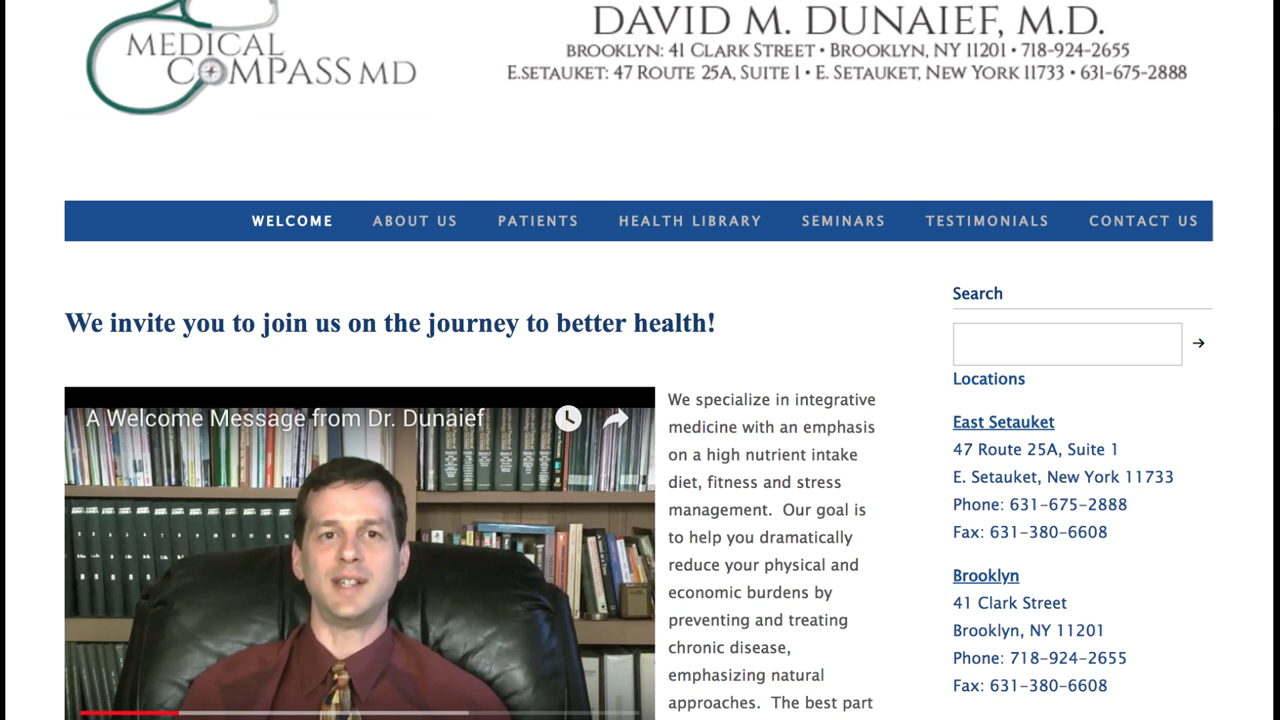 MEDICAL
COMPASS MD
DAVID M. DUNAIEF, M.D.
BROOKLYN: 41 CLARK STREET • BROOKLYN, NY 11201 • 718-924-2655
E.SETAUKET: 47 ROUTE 25A, SUITE 1 • E. SETAUKET, NEW YORK 11733 • 631-675-2888
WELCOME ABOUT US PATIENTS HEALTH LIBRARY SEMINARS TESTIMONIALS CONTACT US
We invite you to join us on the journey to better health!
A Welcome Message from Dr. Dunaief
We specialize in integrative
medicine with an emphasis
on a high nutrient intake
diet, fitness and stress
management. Our goal is
to help you dramatically
reduce your physical and
economic burdens by
preventing and treating
chronic disease,
emphasizing natural
approaches. The best part
Search
Locations
East Setauket
47 Route 25A, Suite 1
E. Setauket, New York 11733
Phone: 631-675-2888
Fax: 631-380-6608
Brooklyn
41 Clark Street
Brooklyn, NY 11201
Phone: 718-924-2655
Fax: 631-380-6608